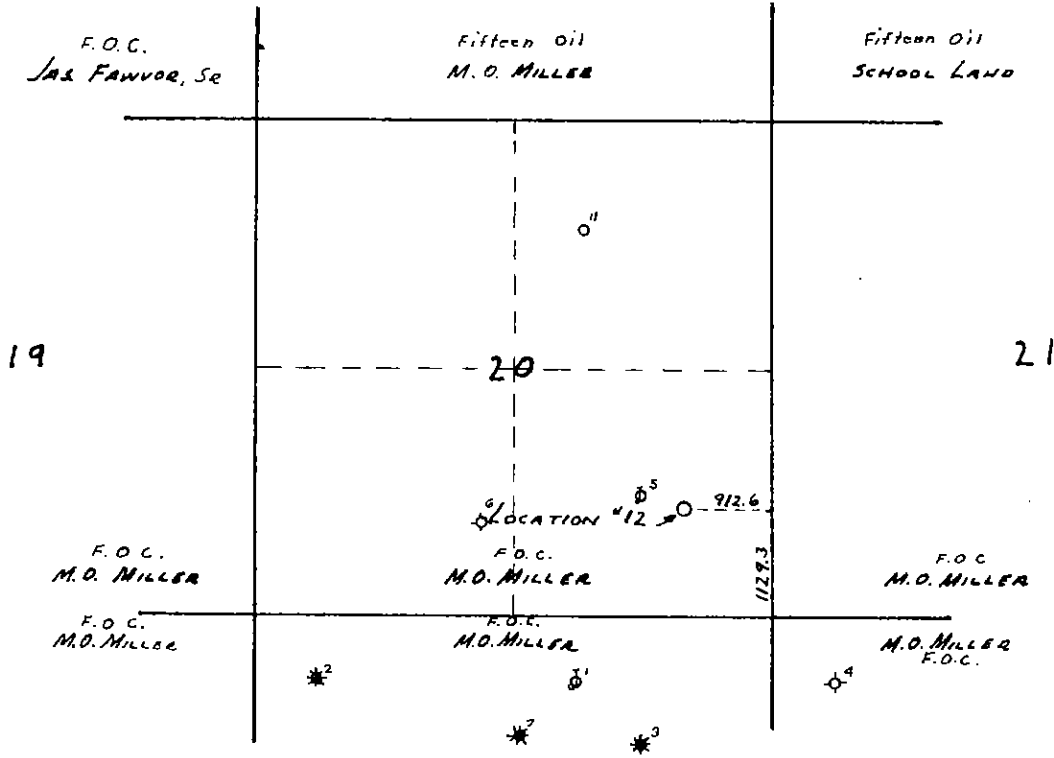 F.O.C.
JAS FAWVOR, SR
Fifteen Oil
M.O. MILLER
Fifteen Oil
SCHOOL LAND
11
19
20
21
5
912.6
6
LOCATION #12
1129.3
F.O.C.
M.O. MILLER
F.O.C.
M.O. MILLER
F.O.C
M.O. MILLER
F.O.C.
M.O. MILLER
F.O.C.
M.O. MILLER
M.O. MILLER
F.O.C.
2
1
4
7
3